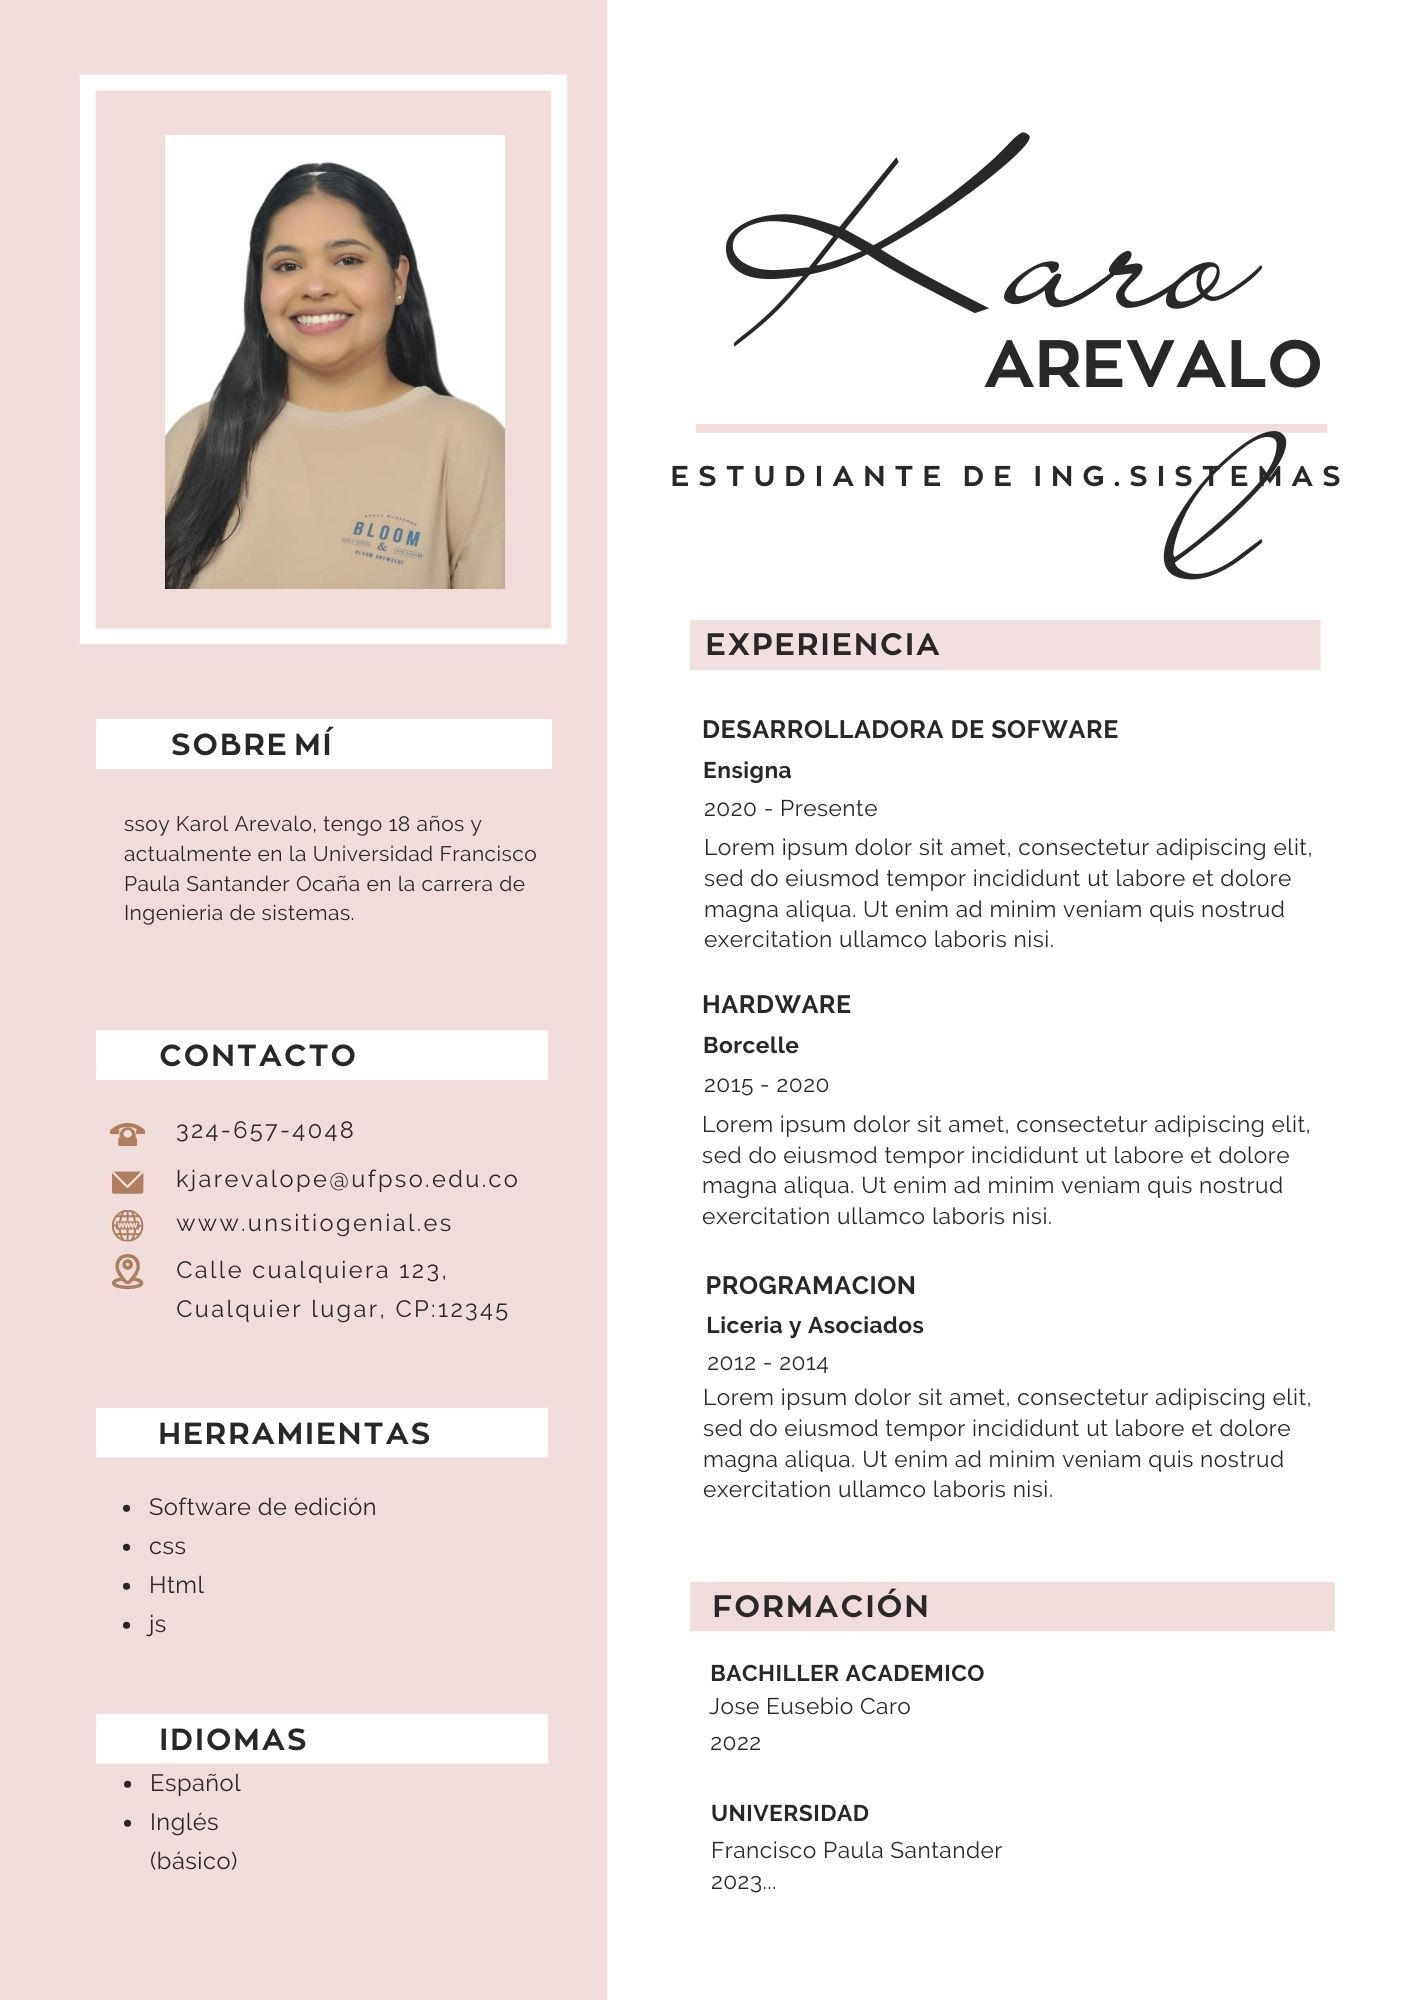 BLOOM
&
BLOOM ANYWHERE
SOBRE MÍ
ssoy Karol Arevalo, tengo 18 años y
actualmente en la Universidad Francisco
Paula Santander Ocaña en la carrera de
Ingenieria de sistemas.
CONTACTO
324-657-4048
kjarevalope@ufpso.edu.co
www.unsitiogenial.es
Calle cualquiera 123,
Cualquier lugar, CP:12345
HERRAMIENTAS
• Software de edición
• css
• Html
• js
IDIOMAS
• Español
• Inglés
(básico)
Karo
AREVALO
l
ESTUDIANTE DE ING.SISTEMAS
EXPERIENCIA
DESARROLLADORA DE SOFWARE
Ensigna
2020 - Presente
Lorem ipsum dolor sit amet, consectetur adipiscing elit,
sed do eiusmod tempor incididunt ut labore et dolore
magna aliqua. Ut enim ad minim veniam quis nostrud
exercitation ullamco laboris nisi.
HARDWARE
Borcelle
2015 - 2020
Lorem ipsum dolor sit amet, consectetur adipiscing elit,
sed do eiusmod tempor incididunt ut labore et dolore
magna aliqua. Ut enim ad minim veniam quis nostrud
exercitation ullamco laboris nisi.
PROGRAMACION
Liceria y Asociados
2012 - 2014
Lorem ipsum dolor sit amet, consectetur adipiscing elit,
sed do eiusmod tempor incididunt ut labore et dolore
magna aliqua. Ut enim ad minim veniam quis nostrud
exercitation ullamco laboris nisi.
FORMACIÓN
BACHILLER ACADEMICO
Jose Eusebio Caro
2022
UNIVERSIDAD
Francisco Paula Santander
2023...